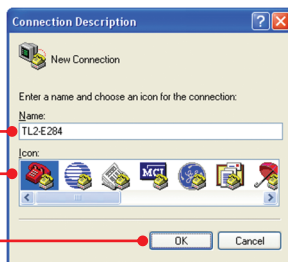 Connection Description
New Connection
Enter a name and choose an icon for the connection:
Name:
TL2-E284
Icon:
MCI
OK
Cancel